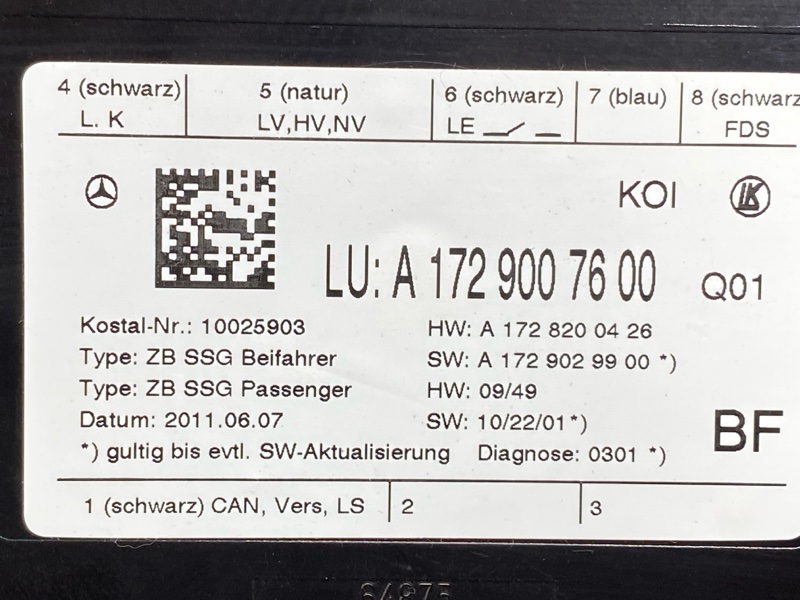 4 (schwarz) 5 (natur) 6 (schwarz) 7 (blau) 8 (schwarz
L. K LV,HV,NV LE FDS
KOI LK
LU: A 172 900 76 00 Q01
Kostal-Nr.: 10025903 HW: A 172 820 04 26
Type: ZB SSG Beifahrer SW: A 172 902 99 00 *)
Type: ZB SSG Passenger HW: 09/49
Datum: 2011.06.07 SW: 10/22/01 *)
BF
*) gultig bis evtl. SW-Aktualisierung Diagnose: 0301 *)
1 (schwarz) CAN, Vers, LS 2 3